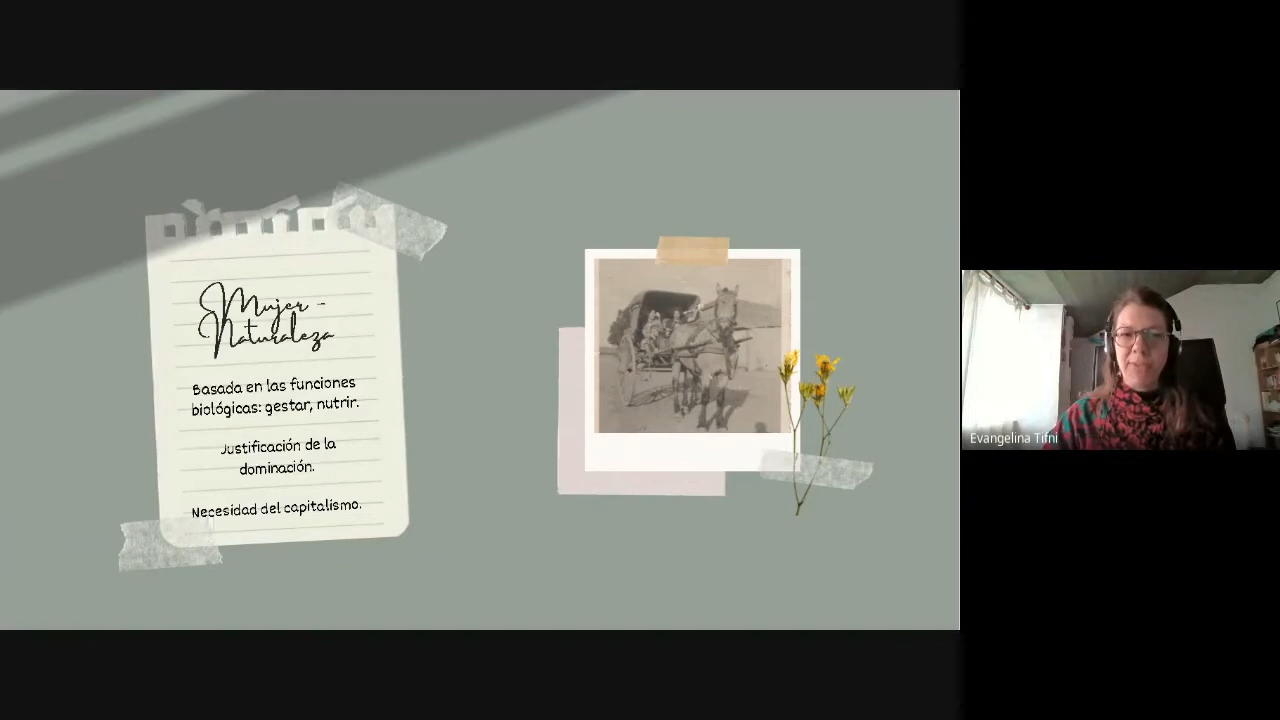 Mujer -
Naturaleza
Basada en las funciones
biológicas: gestar, nutrir.
Justificación de la
dominación.
Necesidad del capitalismo.
Evangelina Tifni